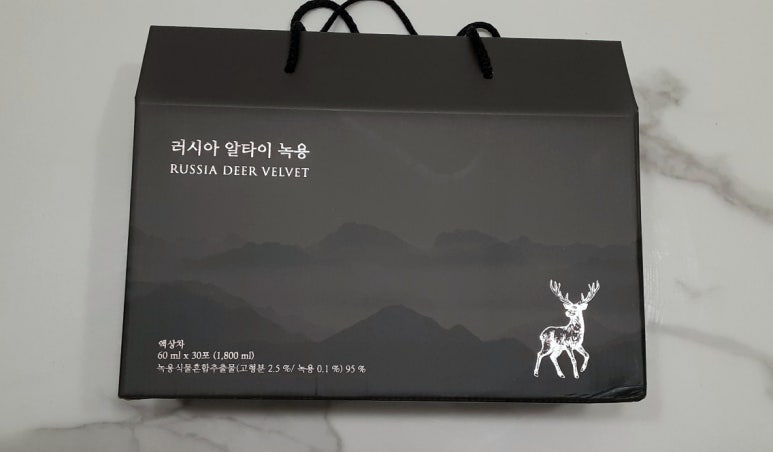 러시아 알타이 녹용
RUSSIA DEER VELVET
액상차
60 ml x 30포 (1,800 ml)
녹용식물혼합추출물(고형분 2.5 %/ 녹용 0.1 %) 95 %